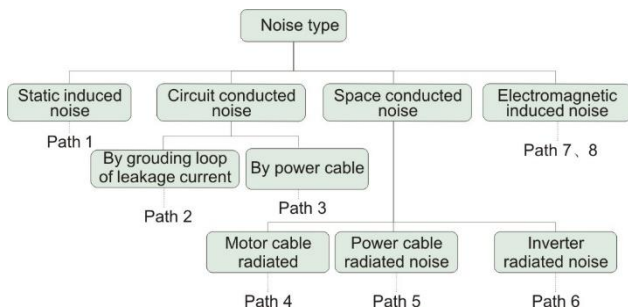 Noise type
Static induced
noise
Circuit conducted
noise
Space conducted
noise
Electromagnetic
induced noise
Path 1
Path 7、8
By grouding loop
of leakage current
By power cable
Path 2
Path 3
Motor cable
radiated
Power cable
radiated noise
Inverter
radiated noise
Path 4
Path 5
Path 6